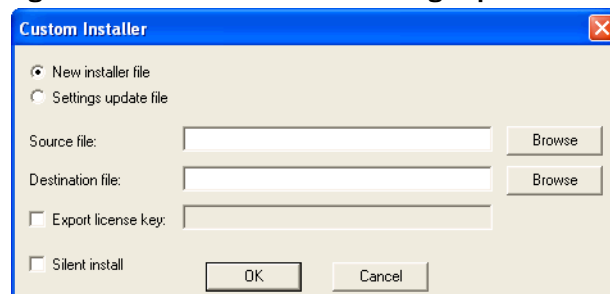 Custom Installer
New installer file
Settings update file
Source file:
Browse
Destination file:
Browse
Export license key:
Silent install
OK
Cancel